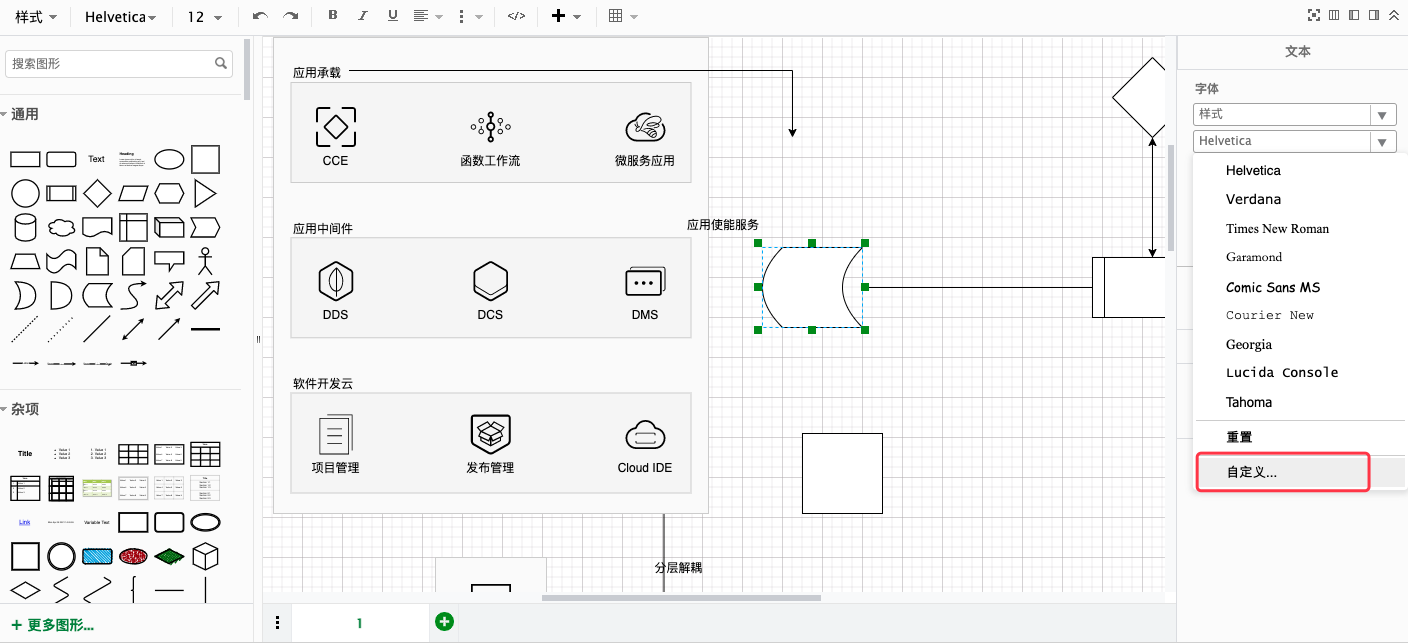 样式
Helvetica
12
B I U
</>
搜索图形
通用
Text
Heading
杂项
Title
Link
Variable Text
+ 更多图形...
应用承载
CCE
函数工作流
微服务应用
应用中间件
应用使能服务
DDS
DCS
DMS
软件开发云
项目管理
发布管理
Cloud IDE
分层解耦
1
文本
字体
样式
Helvetica
Helvetica
Verdana
Times New Roman
Garamond
Comic Sans MS
Courier New
Georgia
Lucida Console
Tahoma
重置
自定义...